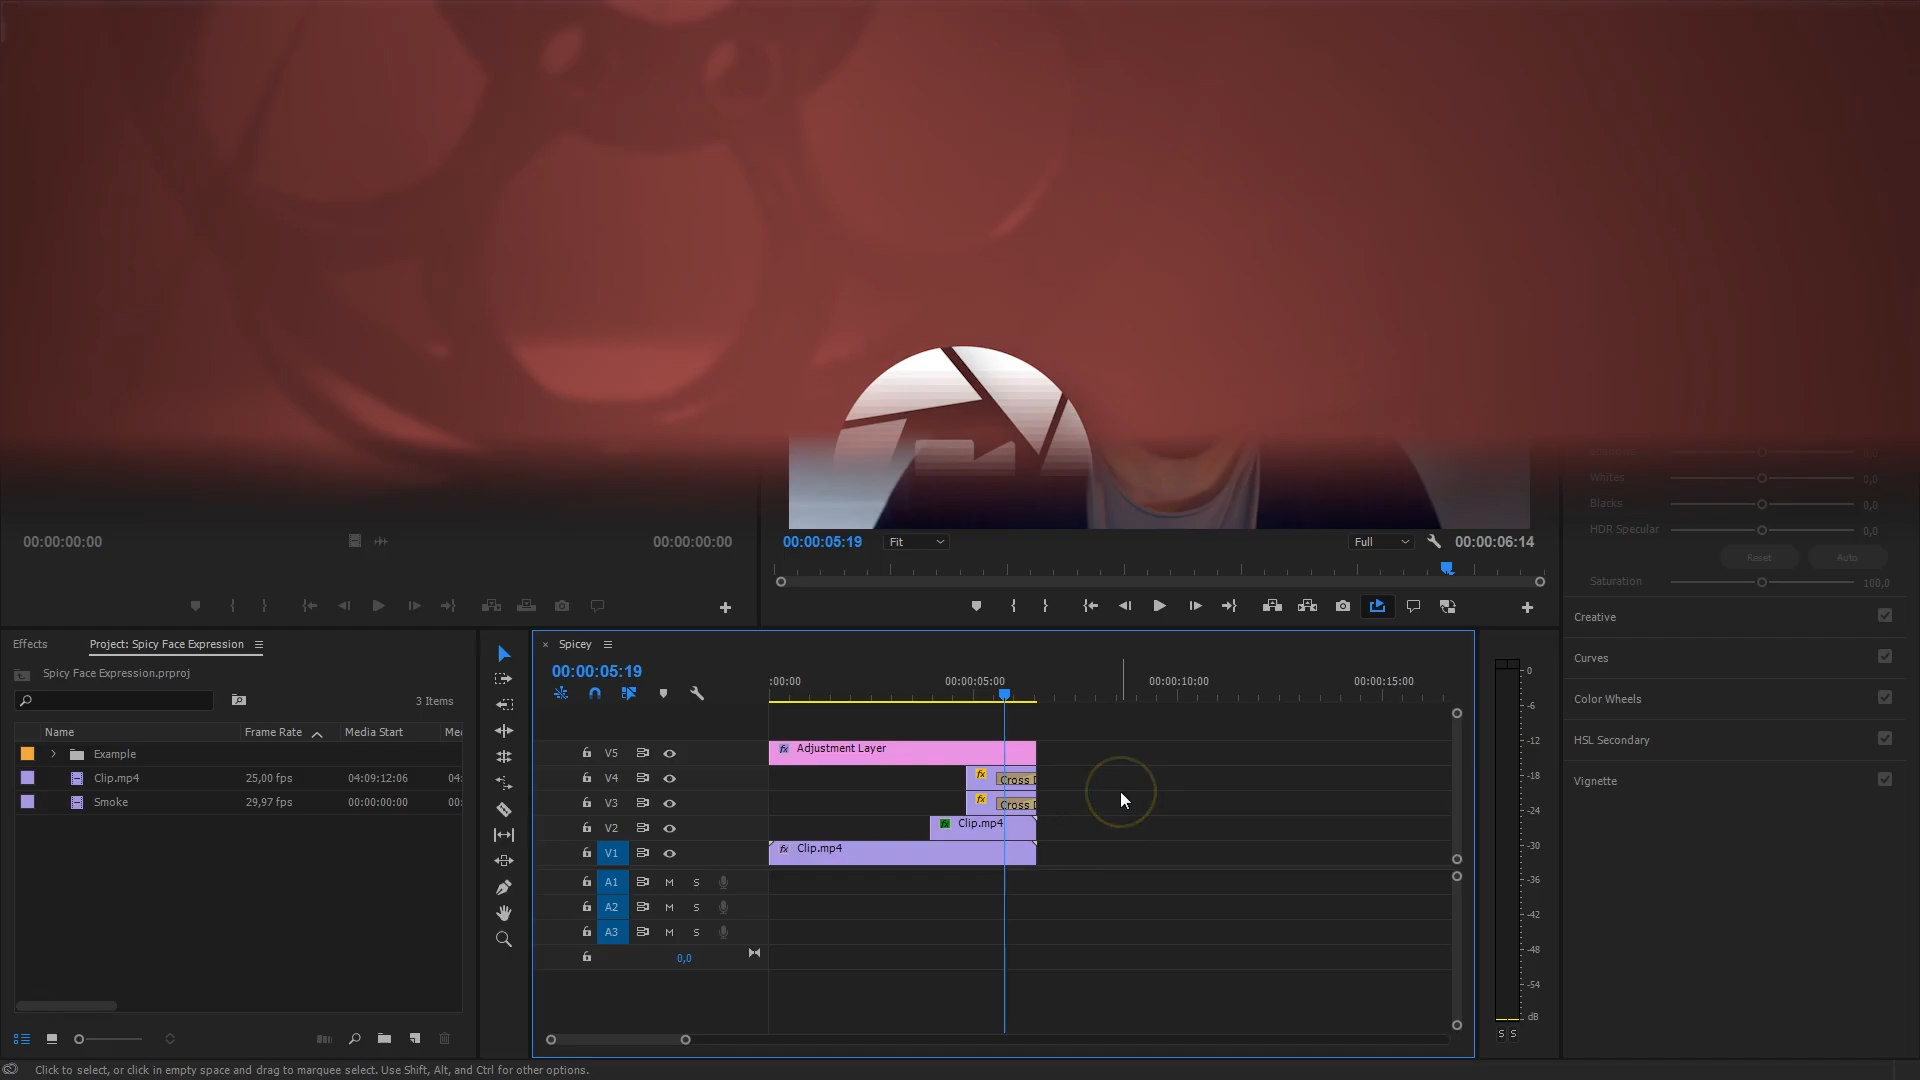 Shadows
0,0
Whites
0,0
Blacks
0,0
HDR Specular
0,0
Reset
Auto
Saturation
100,0
00:00:00:00
00:00:00:00
00:00:05:19
Fit
Full
00:00:06:14
Creative
Curves
Color Wheels
HSL Secondary
Vignette
Effects
Project: Spicy Face Expression
Spicy Face Expression.prproj
3 Items
Name
Frame Rate
Media Start
Me
Example
Clip.mp4
25,00 fps
04:09:12:06
04:
Smoke
29,97 fps
00:00:00:00
00:
× Spicey
00:00:05:19
:00:00
00:00:05:00
00:00:10:00
00:00:15:00
V5
Adjustment Layer
V4
fx
Cross D
V3
fx
Cross D
V2
fx
Clip.mp4
V1
fx
Clip.mp4
A1
M
S
A2
M
S
A3
M
S
0,0
0
-6
-12
-18
-24
-30
-36
-42
-48
-54
dB
S
S
Click to select, or click in empty space and drag to marquee select. Use Shift, Alt, and Ctrl for other options.